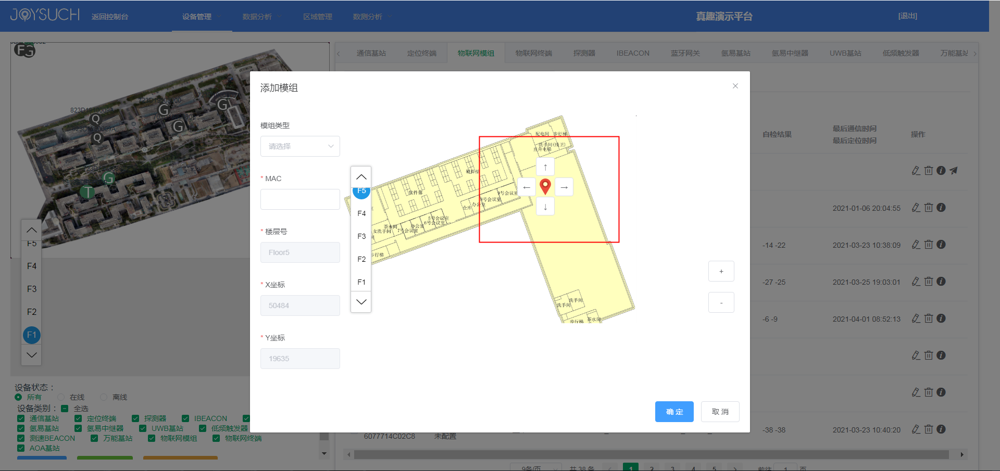 JOYSUCH 返回控制台 设备管理 数据分析 区域管理 数测分析 真趣演示平台 [退出]
通信基站 定位终端 物联网模组 物联网终端 探测器 IBEACON 蓝牙网关 氢易基站 氢易中继器 UWB基站 低频触发器 万能基站
F G
G
G
Q
G
Q
G
T
F5
F4
F3
F2
F1
设备状态：
所有 在线 离线
设备类别： 全选
通信基站 定位终端 探测器 IBEACON
氢易基站 氢易中继器 UWB基站 低频触发器
测速BEACON 万能基站 物联网模组 物联网终端
AOA基站
添加模组
模组类型
请选择
* MAC
* 楼层号
Floor5
* X坐标
50484
* Y坐标
19635
F5
F4
F3
F2
F1
配电间 步行梯
洗手间(残卫)
直升电梯
硬件部
软件部
9号会议室
8号会议室
办公室
仓库
5号会议室
6号会议室
办公室
茶水间
7号会议室
女洗手间
步行梯
洗手间
洗手间
茶水间
步行梯
↑
← →
↓
+
-
确 定 取 消
自检结果 最后通信时间 操作
最后定位时间
2021-01-06 20:04:55
-14 -22 2021-03-23 10:38:09
-27 -25 2021-03-25 19:03:01
-6 -9 2021-04-01 08:52:13
-38 -38 2021-03-23 10:40:20
6077714C02C8 未配置
9条/页 共 38 条 1 2 3 4 5 前往 1 页